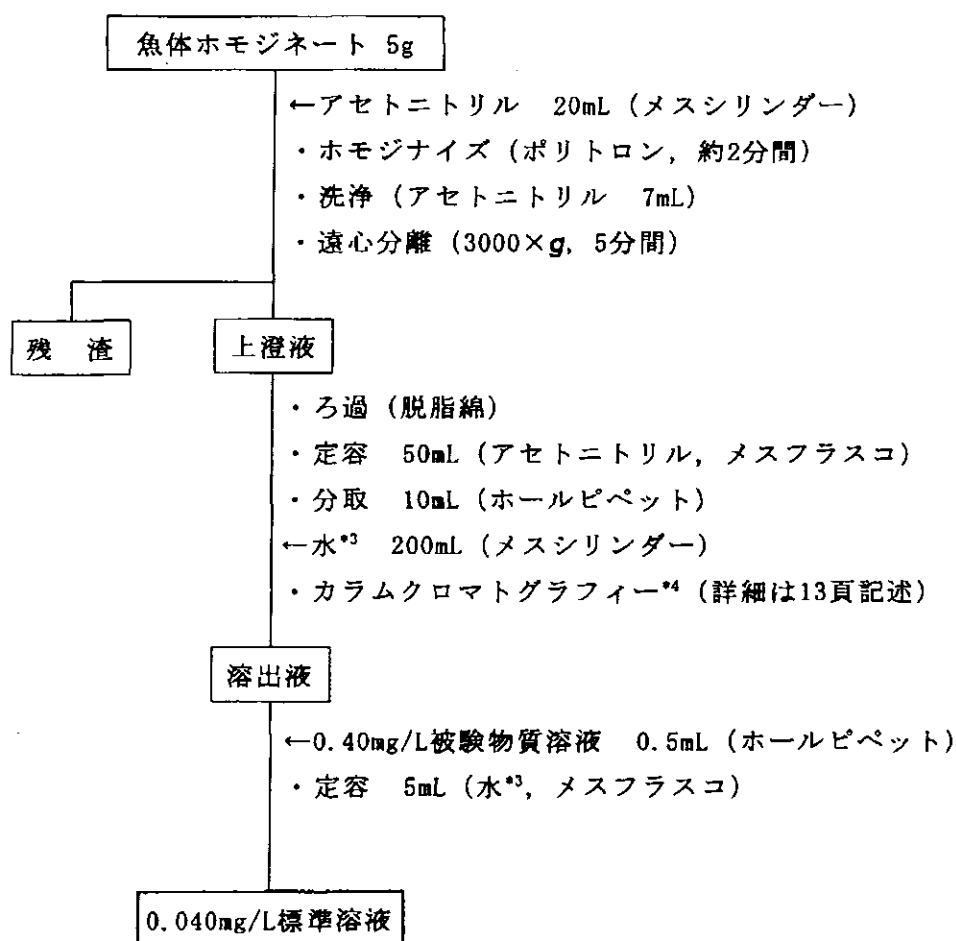 魚体ホモジネート 5g
←アセトニトリル 20mL (メスシリンダー)
・ホモジナイズ (ポリトロン, 約2分間)
・洗浄 (アセトニトリル 7mL)
・遠心分離 (3000×g, 5分間)
残 渣
上澄液
・ろ過 (脱脂綿)
・定容 50mL (アセトニトリル, メスフラスコ)
・分取 10mL (ホールピペット)
←水*3 200mL (メスシリンダー)
・カラムクロマトグラフィー*4 (詳細は13頁記述)
溶出液
←0.40mg/L被験物質溶液 0.5mL (ホールピペット)
・定容 5mL (水*3, メスフラスコ)
0.040mg/L標準溶液